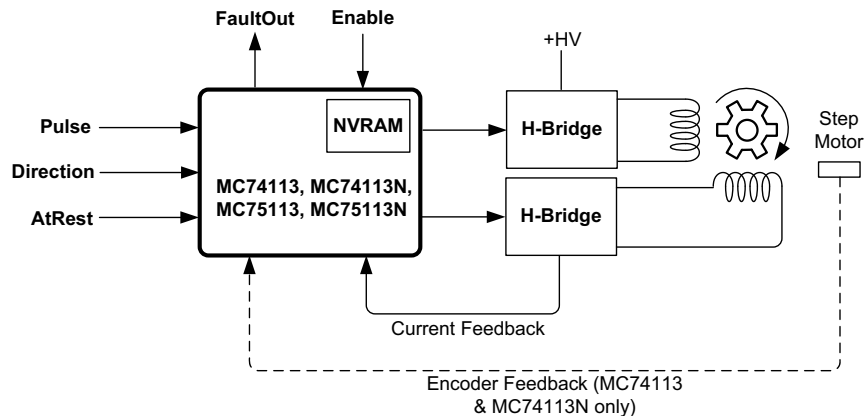 FaultOut
Enable
+HV
Pulse
Direction
AtRest
NVRAM
MC74113, MC74113N,
MC75113, MC75113N
H-Bridge
H-Bridge
Step
Motor
Current Feedback
Encoder Feedback (MC74113
& MC74113N only)